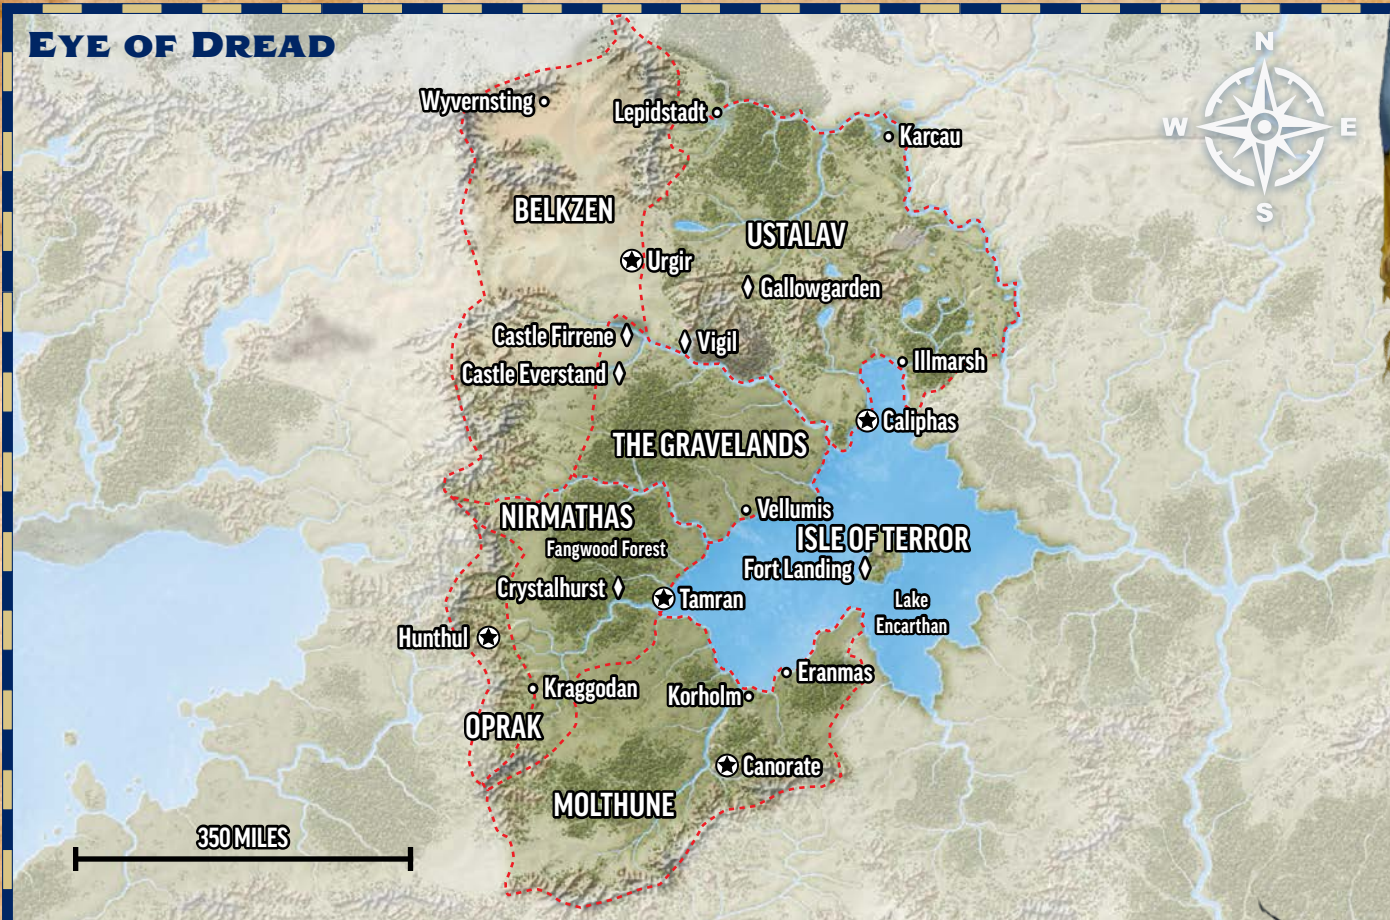 EYE OF DREAD
N
W
E
S
Wyvernsting
Lepidstadt
Karcau
BELKZEN
USTALAV
Urgir
Gallowgarden
Castle Firrene
Vigil
Castle Everstand
Illmarsh
Caliphas
THE GRAVELANDS
Vellumis
NIRMATHAS
ISLE OF TERROR
Fangwood Forest
Fort Landing
Crystalhurst
Tamran
Lake
Encarthan
Hunthul
Eranmas
Kraggodan
Korholm
OPRAK
Canorate
MOLTHUNE
350 MILES